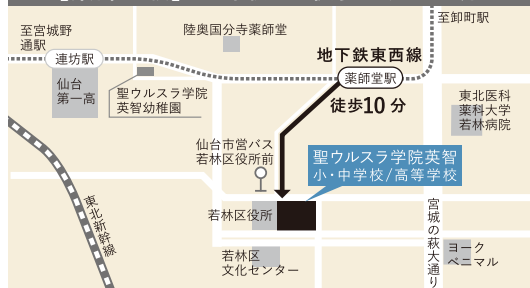 至宮城野
通駅
連坊駅
仙台
第一高
聖ウルスラ学院
英智幼稚園
陸奥国分寺薬師堂
地下鉄東西線
薬師堂駅
徒歩10分
至卸町駅
東北医科
薬科大学
若林病院
仙台市営バス
若林区役所前
聖ウルスラ学院英智
小・中学校/高等学校
若林区役所
若林区
文化センター
東北新幹線
宮城の萩大通り
ヨーク
ベニマル